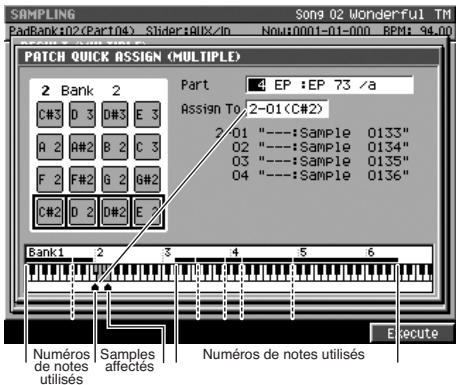 SAMPLING Song 02 Wonderful TM
PadBank:02(Part04) Slider:AUX/In Now:0001-01-000 BPM: 94.00
PATCH QUICK ASSIGN (MULTIPLE)
2 Bank 2
Part 4 EP :EP 73 /a
Assign To 2-01(C#2)
C#3 D 3 D#3 E 3
A 2 A#2 B 2 C 3
F 2 F#2 G 2 G#2
C#2 D 2 D#2 E 2
2-01 "---:Sample 0133"
02 "---:Sample 0134"
03 "---:Sample 0135"
04 "---:Sample 0136"
Bank1 :2 :3 :4 :5 :6
Execute
Numéros de notes utilisés
Samples affectés
Numéros de notes utilisés